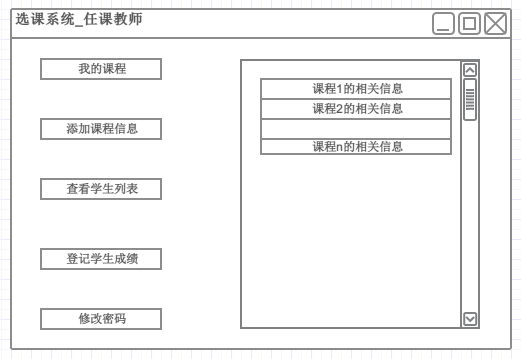 选课系统_任课教师
我的课程
添加课程信息
查看学生列表
登记学生成绩
修改密码
课程1的相关信息
课程2的相关信息
课程n的相关信息